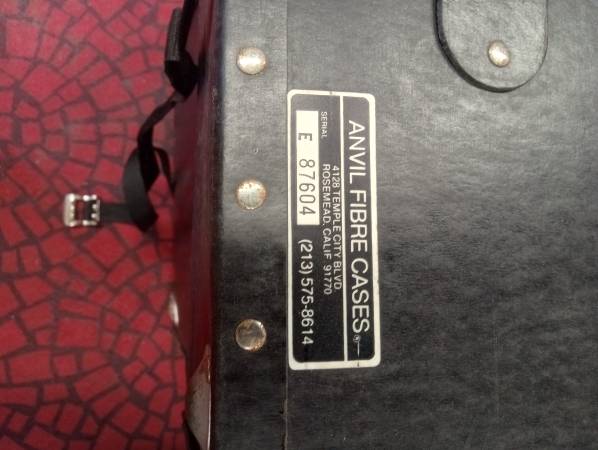 ANVIL FIBRE CASES®
4128 TEMPLE CITY BLVD.
ROSEMEAD, CALIF 91770
SERIAL
E 87604 (213) 575-8614